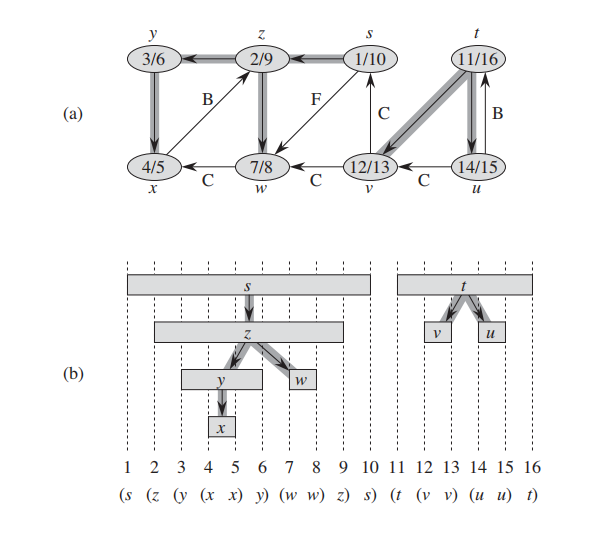 y z s t
3/6 2/9 1/10 11/16
(a) B F C B
4/5 7/8 12/13 14/15
C C C
x w v u
s t
z v u
(b) y w
x
1 2 3 4 5 6 7 8 9 10 11 12 13 14 15 16
(s (z (y (x x) y) (w w) z) s) (t (v v) (u u) t)